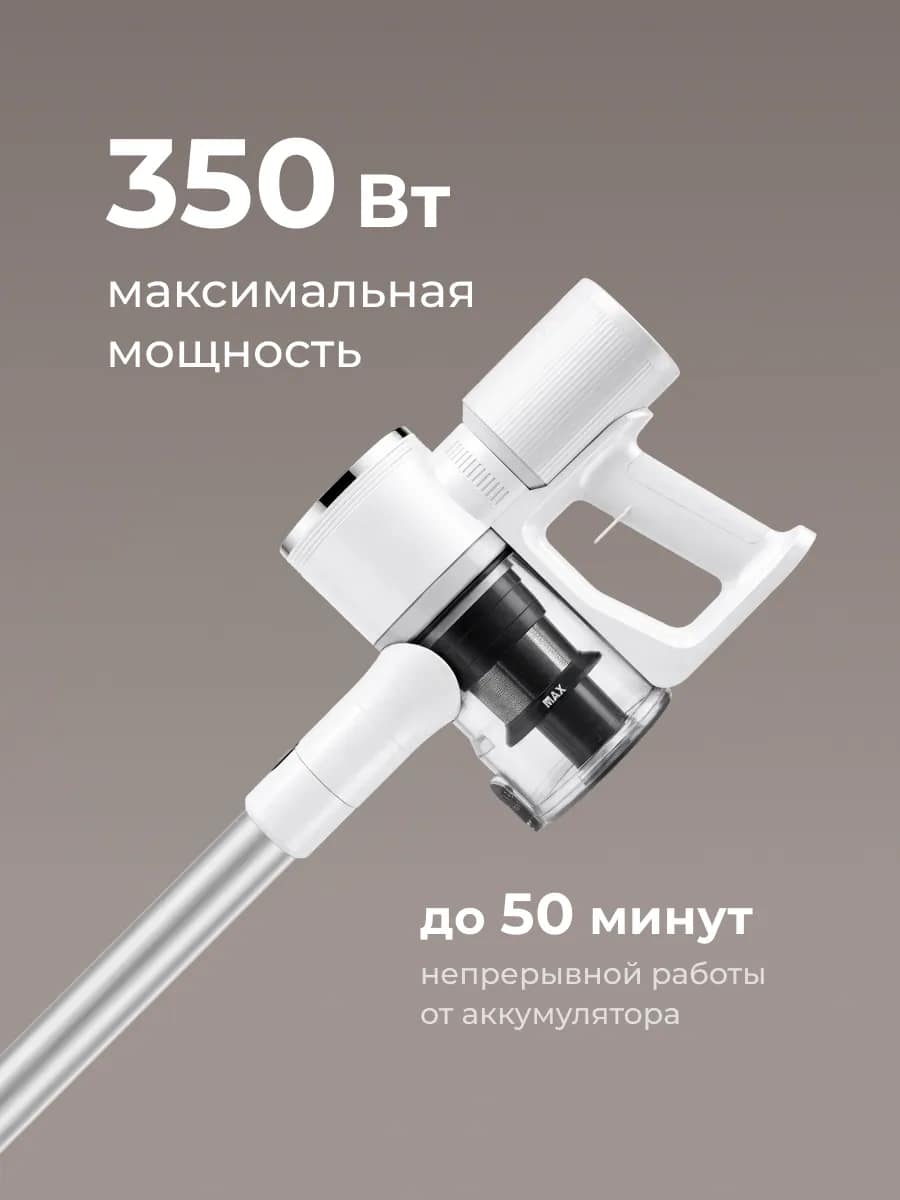 350 Вт
максимальная
мощность
MAX
до 50 минут
непрерывной работы
от аккумулятора